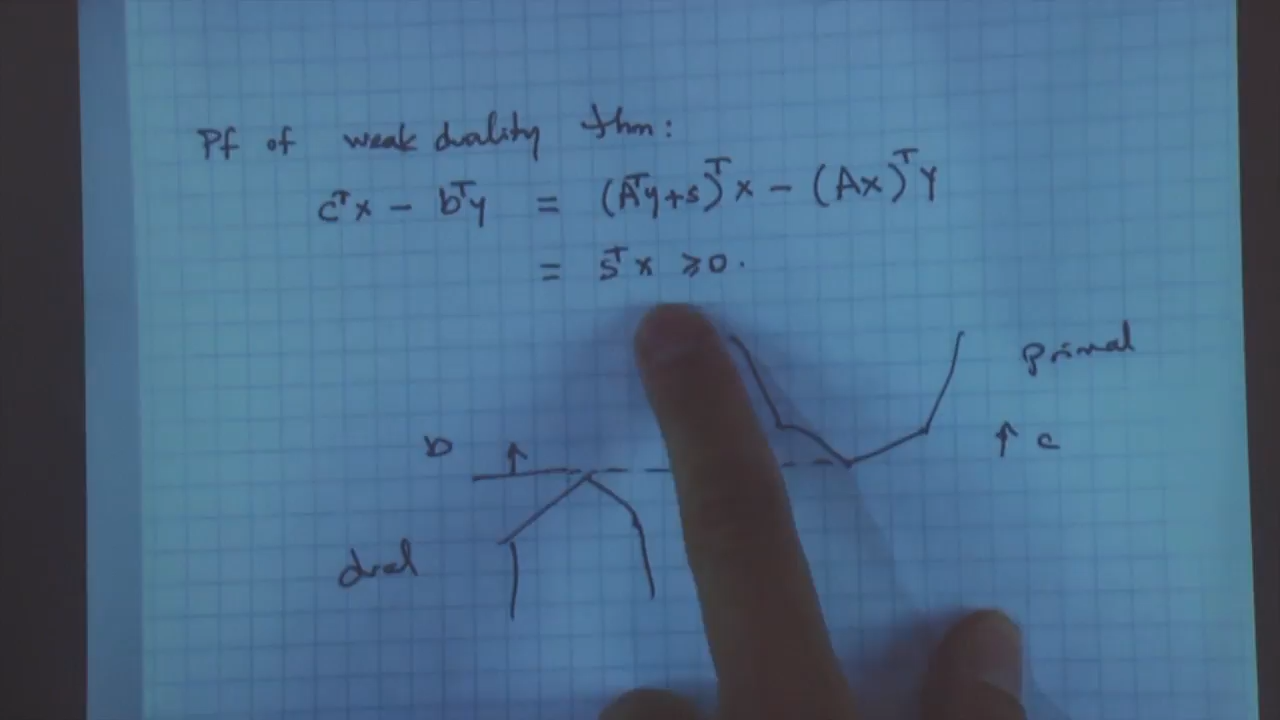 Pf of weak duality thm:
cᵀx - bᵀy = (Aᵀy+s)ᵀx - (Ax)ᵀy
= sᵀx ≥0.
primal
b ↑ ↑ c
dual